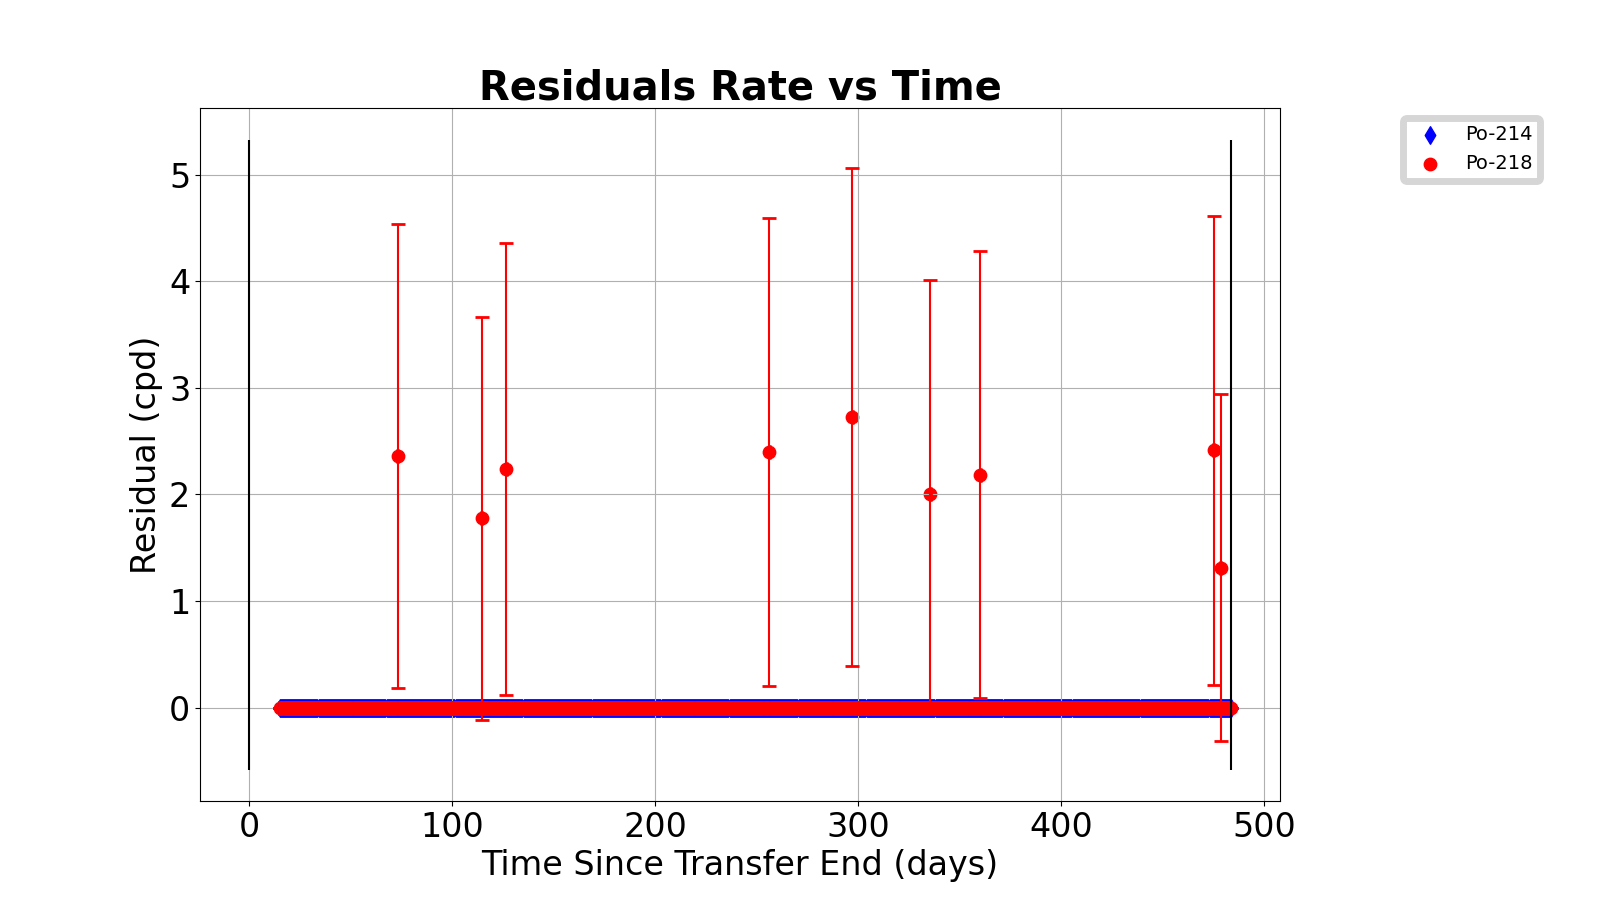 Residuals Rate vs Time
Po-214
Po-218
Residual (cpd)
5
4
3
2
1
0
0 100 200 300 400 500
Time Since Transfer End (days)